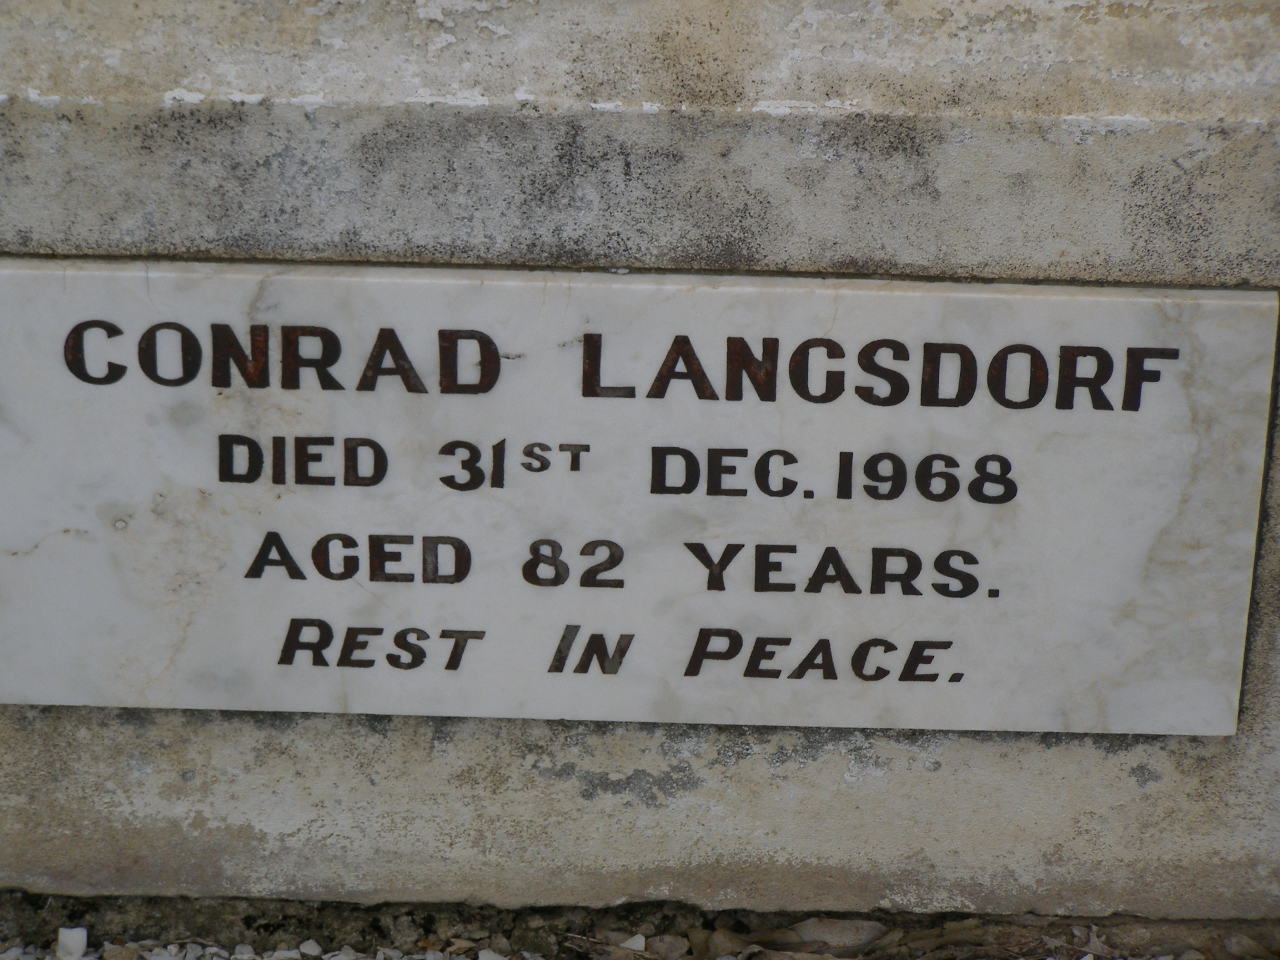 CONRAD LANGSDORF
DIED 31ST DEC. 1968
AGED 82 YEARS.
REST IN PEACE.